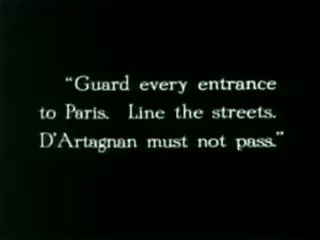 "Guard every entrance
to Paris. Line the streets.
D'Artagnan must not pass."